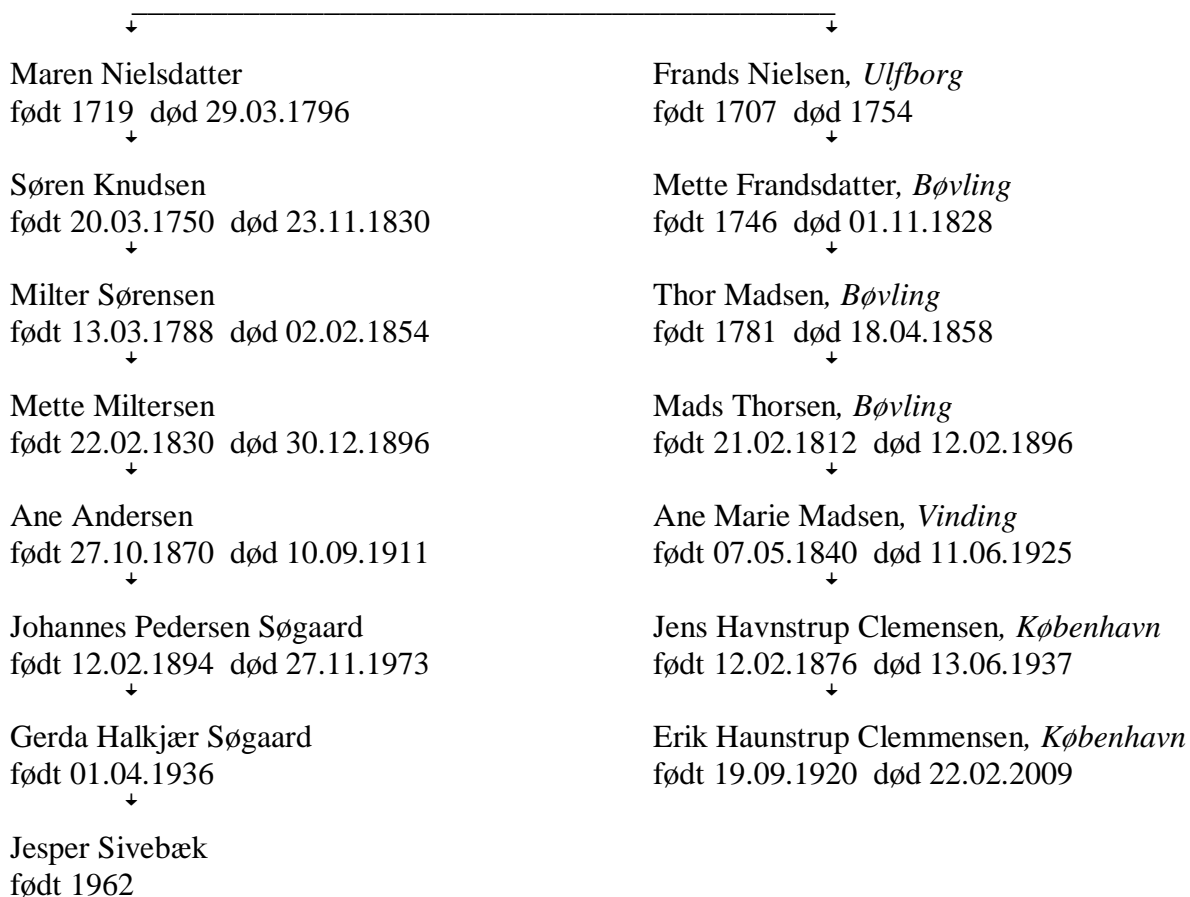 Maren Nielsdatter
født 1719 død 29.03.1796
Søren Knudsen
født 20.03.1750 død 23.11.1830
Milter Sørensen
født 13.03.1788 død 02.02.1854
Mette Miltersen
født 22.02.1830 død 30.12.1896
Ane Andersen
født 27.10.1870 død 10.09.1911
Johannes Pedersen Søgaard
født 12.02.1894 død 27.11.1973
Gerda Halkjær Søgaard
født 01.04.1936
Jesper Sivebæk
født 1962
Frands Nielsen, Ulfborg
født 1707 død 1754
Mette Frandsdatter, Bøvling
født 1746 død 01.11.1828
Thor Madsen, Bøvling
født 1781 død 18.04.1858
Mads Thorsen, Bøvling
født 21.02.1812 død 12.02.1896
Ane Marie Madsen, Vinding
født 07.05.1840 død 11.06.1925
Jens Havnstrup Clemensen, København
født 12.02.1876 død 13.06.1937
Erik Haunstrup Clemmensen, København
født 19.09.1920 død 22.02.2009